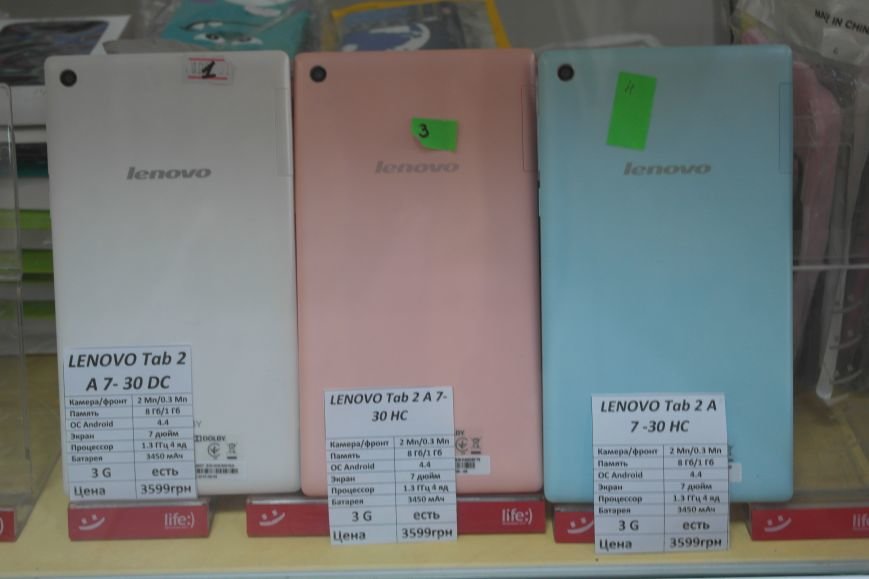 MADE IN CHINA
1
3
4
lenovo
lenovo
lenovo
LENOVO Tab 2
A 7- 30 DC
Камера/фронт 2 Мп/0.3 Мп
Память 8 Гб/1 Гб
ОС Android 4.4
Экран 7 дюйм
Процессор 1.3 ГГц 4 яд
Батарея 3450 мАч
3 G есть
Цена 3599грн
DOLBY
LENOVO Tab 2 A 7-
30 HC
Камера/фронт 2 Мп/0.3 Мп
Память 8 Гб/1 Гб
ОС Android 4.4
Экран 7 дюйм
Процессор 1.3 ГГц 4 яд
Батарея 3450 мАч
3 G есть
Цена 3599грн
LENOVO Tab 2 A
7 -30 HC
Камера/фронт 2 Мп/0.3 Мп
Память 8 Гб/1 Гб
ОС Android 4.4
Экран 7 дюйм
Процессор 1.3 ГГц 4 яд
Батарея 3450 мАч
3 G есть
Цена 3599грн
life:)
life:)